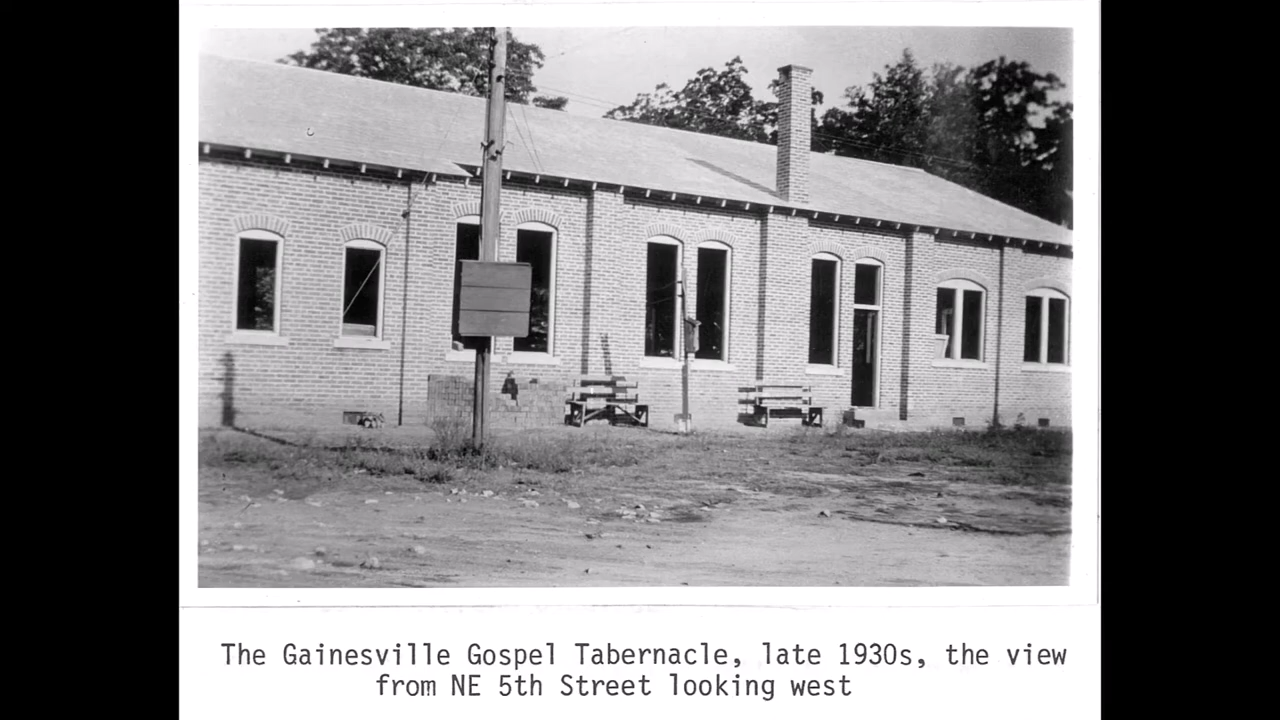 The Gainesville Gospel Tabernacle, late 1930s, the view
from NE 5th Street looking west